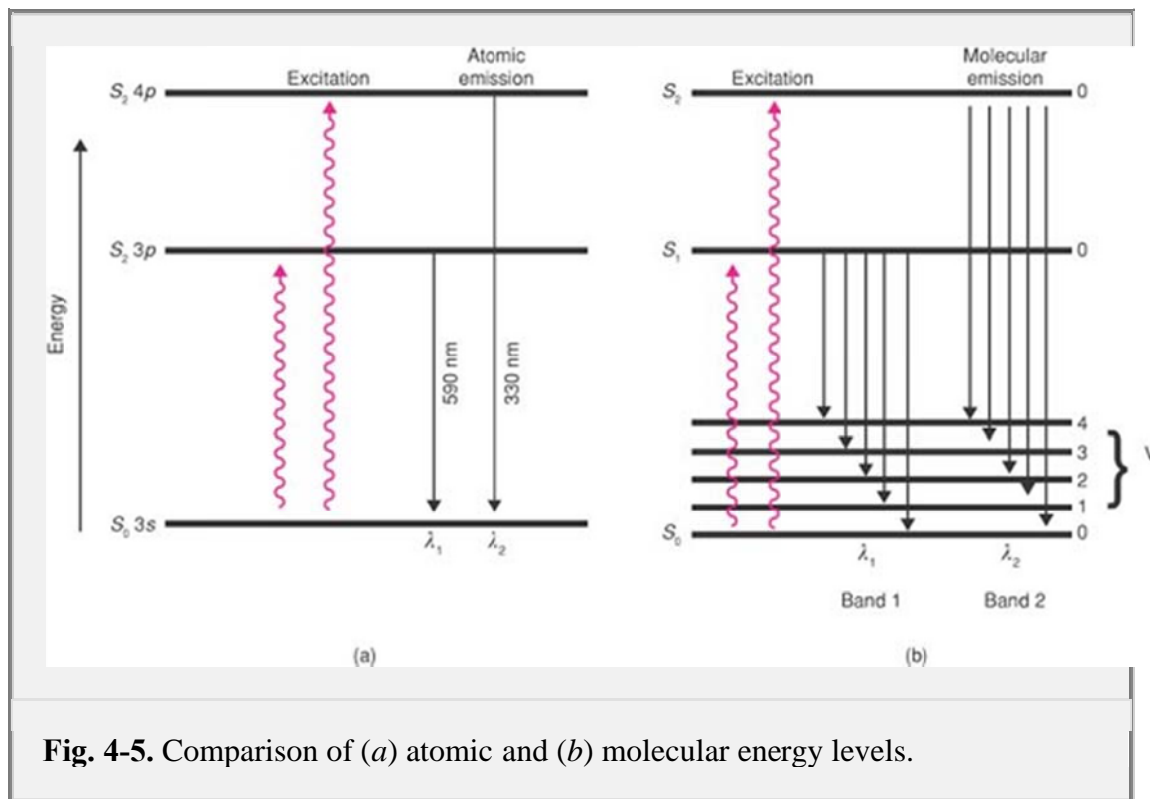 Excitation
Atomic
emission
S₂ 4p
S₂ 3p
Energy
590 nm
330 nm
S₀ 3s
λ₁
λ₂
(a)
Excitation
Molecular
emission
S₂
0
S₁
0
4
3
2
1
S₀
0
λ₁
λ₂
Band 1
Band 2
(b)
Fig. 4-5. Comparison of (a) atomic and (b) molecular energy levels.